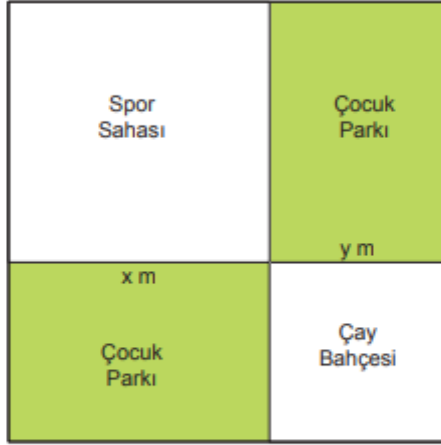 Spor
Sahası
Çocuk
Parkı
y m
x m
Çocuk
Parkı
Çay
Bahçesi